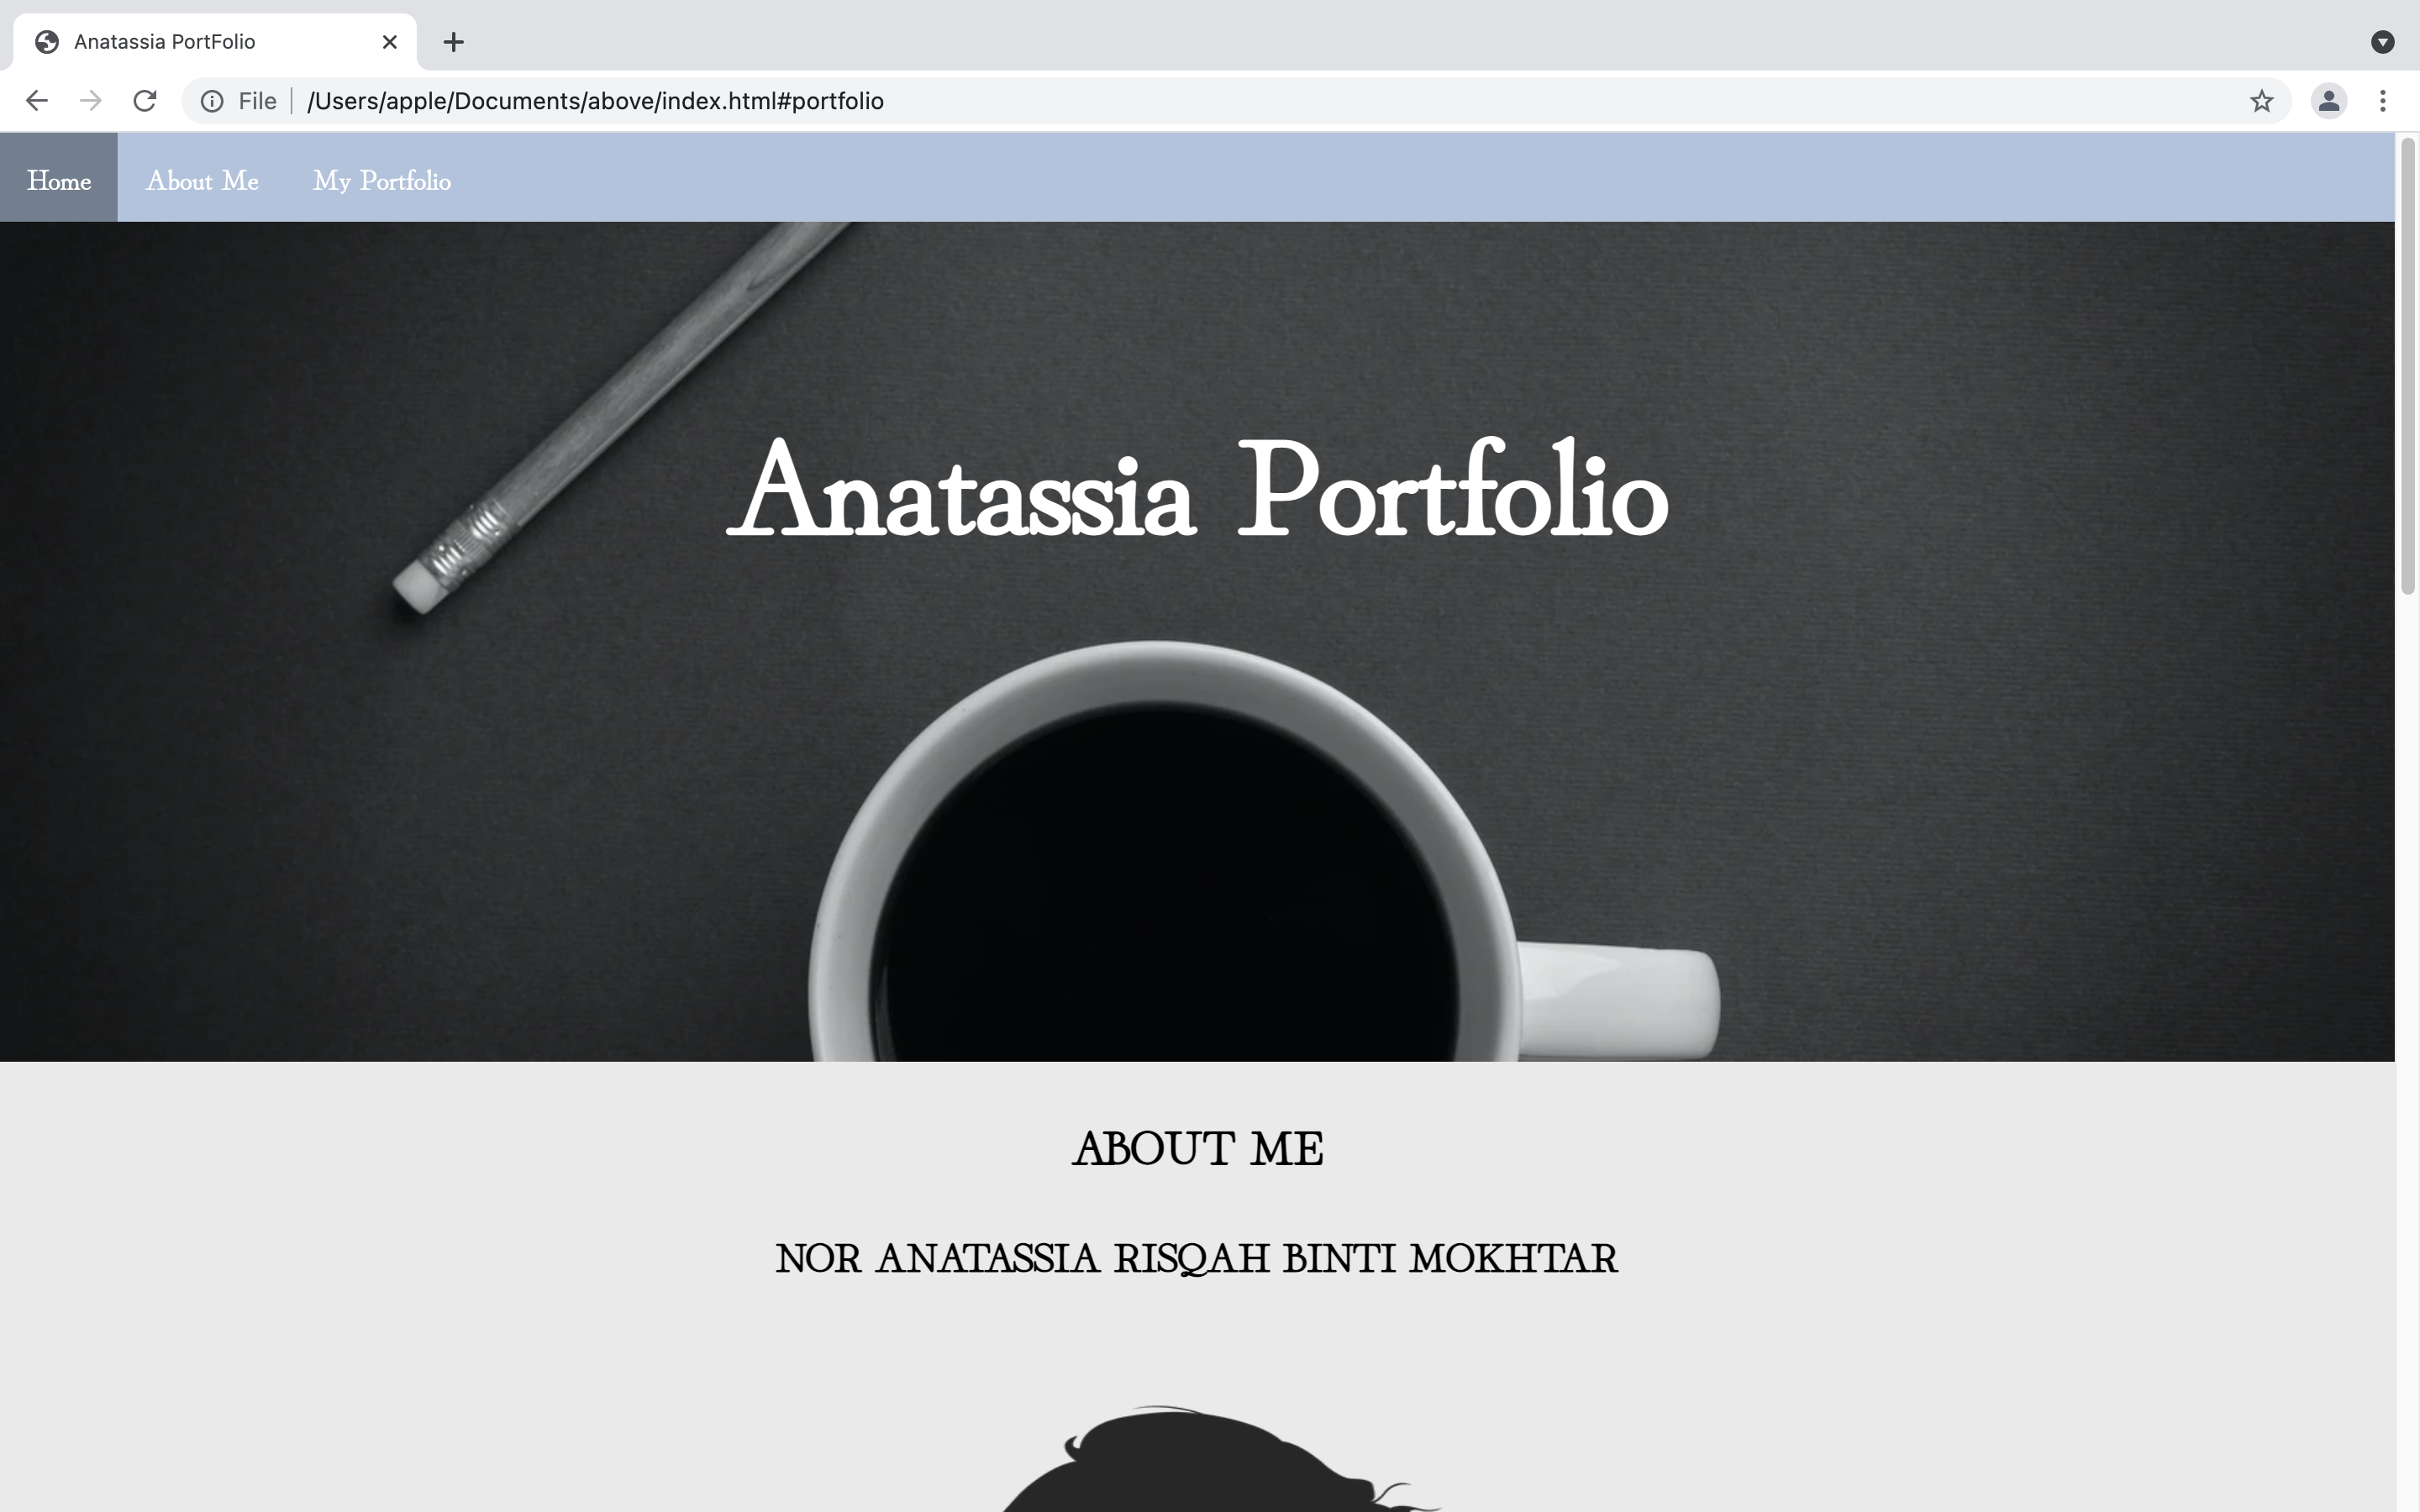 Anatassia PortFolio
File /Users/apple/Documents/above/index.html#portfolio
Home About Me My Portfolio
Anatassia Portfolio
ABOUT ME
NOR ANATASSIA RISQAH BINTI MOKHTAR